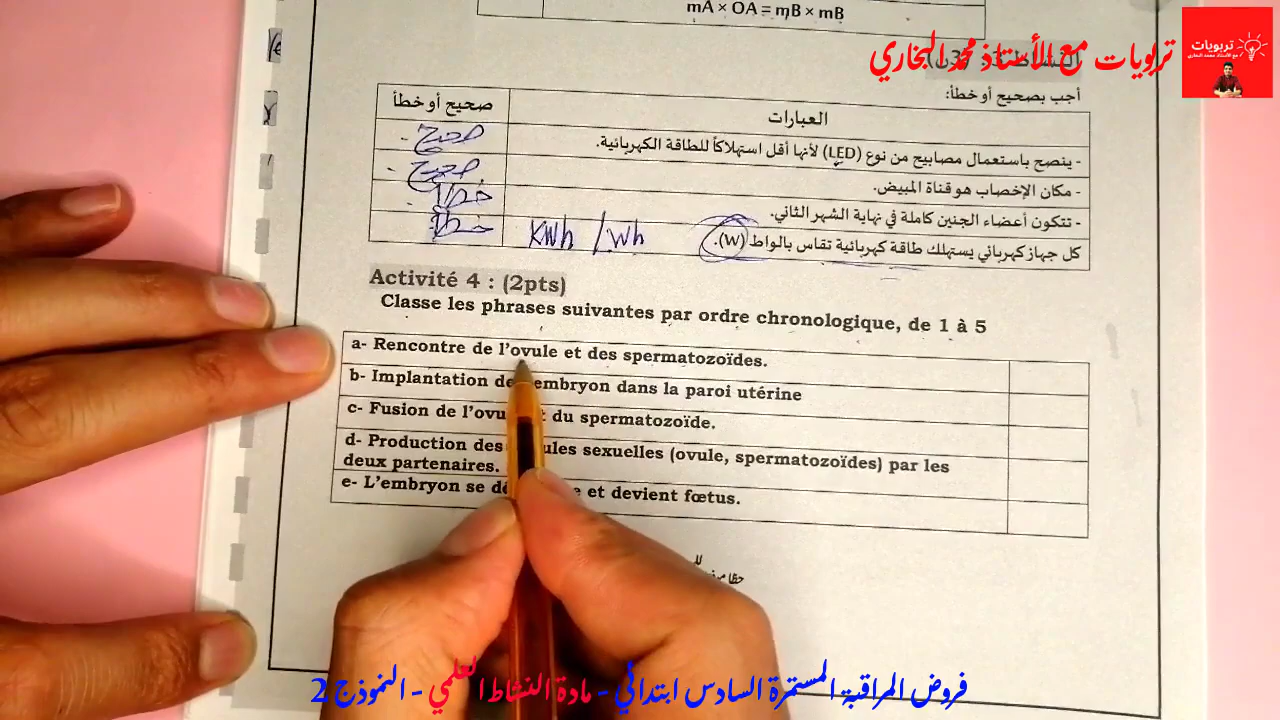 mA × OA = mB × mB
تربويات مع الأستاذ محمد البخاري
تربويات
مع الأستاذ محمد البخاري
أجب بصحيح أو خطأ:
العبارات
صحيح أو خطأ
- ينصح باستعمال مصابيح من نوع (LED) لأنها أقل استهلاكاً للطاقة الكهربائية.
صحيح.
- مكان الإخصاب هو قناة المبيض.
صحيح.
- تتكون أعضاء الجنين كاملة في نهاية الشهر الثاني.
خطأ.
كل جهاز كهربائي يستهلك طاقة كهربائية تقاس بالواط (W).
KWh / Wh
خطأ
Activité 4 : (2pts)
Classe les phrases suivantes par ordre chronologique, de 1 à 5
a- Rencontre de l'ovule et des spermatozoïdes.
b- Implantation de embryon dans la paroi utérine
c- Fusion de l'ovu t du spermatozoïde.
d- Production des ules sexuelles (ovule, spermatozoïdes) par les
deux partenaires.
e- L'embryon se dé e et devient fœtus.
فروض المراقبة المستمرة السادس ابتدائي - مادة النشاط العلمي - النموذج 2